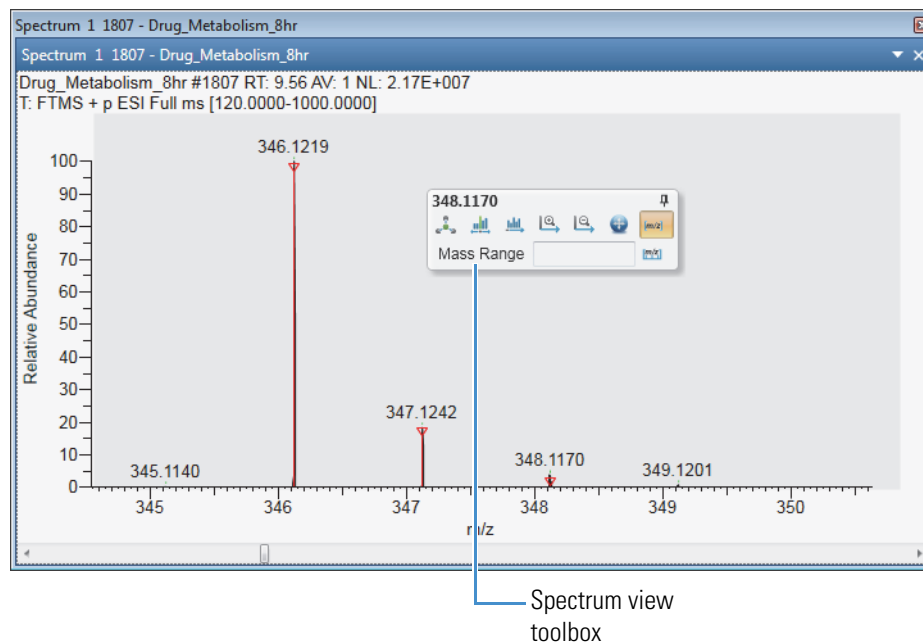 Spectrum 1 1807 - Drug_Metabolism_8hr
Spectrum 1 1807 - Drug_Metabolism_8hr
Drug_Metabolism_8hr #1807 RT: 9.56 AV: 1 NL: 2.17E+007
T: FTMS + p ESI Full ms [120.0000-1000.0000]
346.1219
100
90
80
70
60
50
40
30
20
10
0
Relative Abundance
348.1170
[m/z]
Mass Range
[m/z]
347.1242
348.1170
345.1140
349.1201
345
346
347
348
349
350
m/z
Spectrum view
toolbox